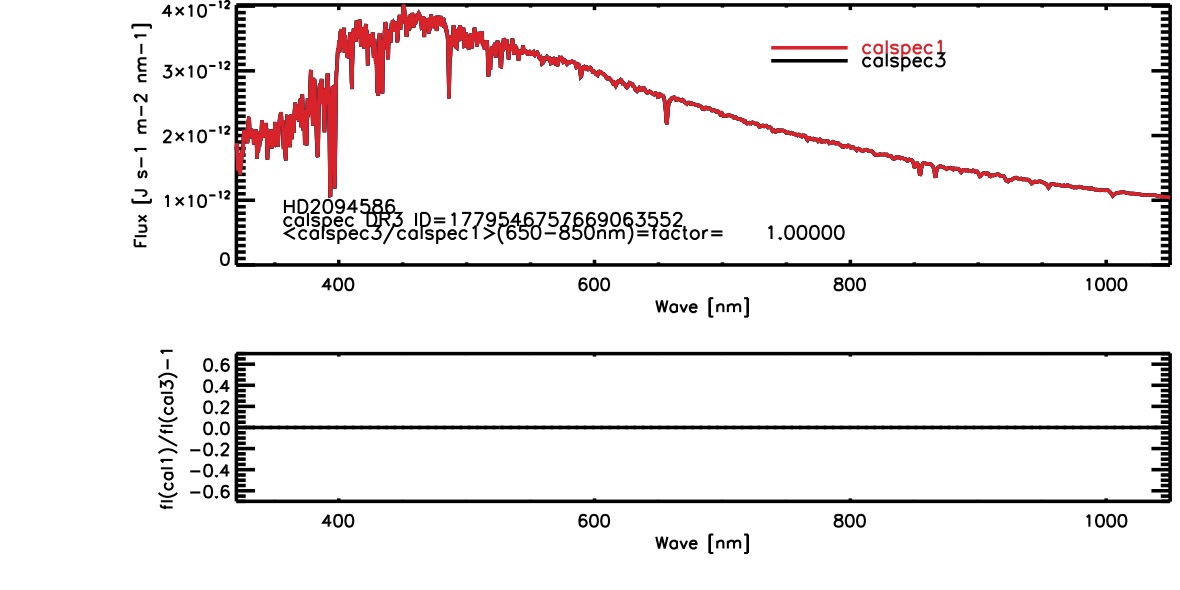 4×10−12
3×10−12
2×10−12
1×10−12
0
Flux [J s−1 m−2 nm−1]
calspec1
calspec3
HD2094586
calspec DR3 ID=1779546757669063552
<calspec3/calspec1>(650−850nm)=factor= 1.00000
400 600 800 1000
Wave [nm]
0.6
0.4
0.2
0.0
−0.2
−0.4
−0.6
fl(cal1)/fl(cal3)−1
400 600 800 1000
Wave [nm]